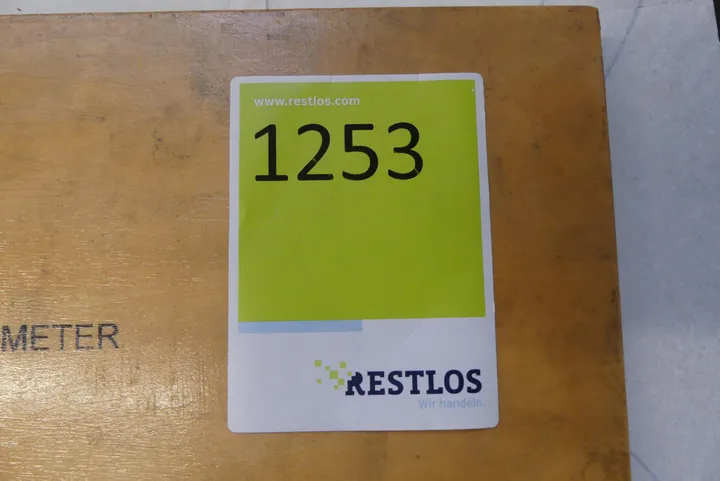 www.restlos.com
1253
METER
RESTLOS
Wir handeln.